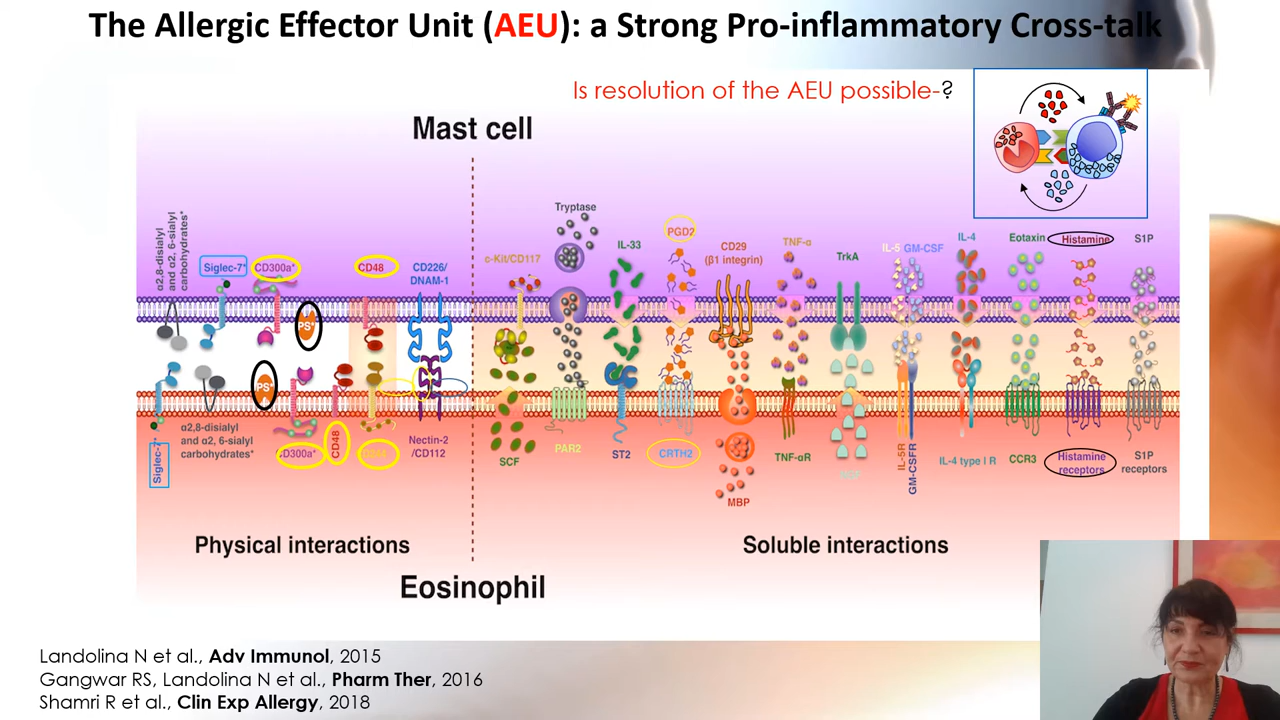 The Allergic Effector Unit (AEU): a Strong Pro-inflammatory Cross-talk
Is resolution of the AEU possible-?
Mast cell
α2,8-disialyl
and α2, 6-sialyl
carbohydrates*
Siglec-7*
CD300a*
PS*
CD48
CD226/
DNAM-1
c-Kit/CD117
Tryptase
IL-33
PGD2
CD29
(β1 integrin)
TNF-α
TrkA
IL-5 GM-CSF
IL-4
Eotaxin
Histamine
S1P
PS*
Siglec-7*
α2,8-disialyl
and α2, 6-sialyl
carbohydrates*
CD300a*
CD48
Nectin-2
/CD112
SCF
PAR2
ST2
CRTH2
MBP
TNF-αR
IL-5R
GM-CSFR
IL-4 type I R
CCR3
Histamine
receptors
S1P
receptors
Physical interactions
Soluble interactions
Eosinophil
Landolina N et al., Adv Immunol, 2015
Gangwar RS, Landolina N et al., Pharm Ther, 2016
Shamri R et al., Clin Exp Allergy, 2018